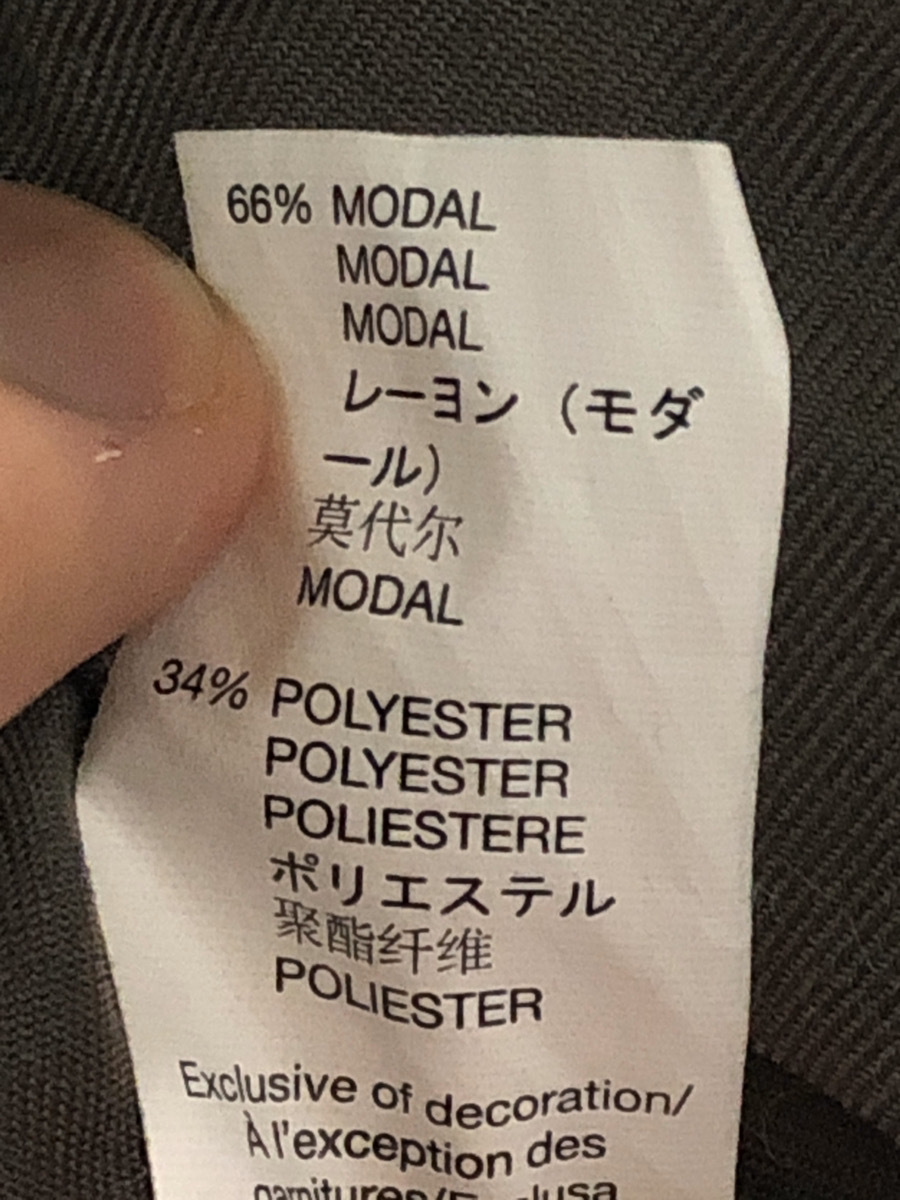 66% MODAL
MODAL
MODAL
レーヨン（モダ
ール）
莫代尔
MODAL
34% POLYESTER
POLYESTER
POLIESTERE
ポリエステル
聚酯纤维
POLIESTER
Exclusive of decoration/
À l'exception des
garnitures/